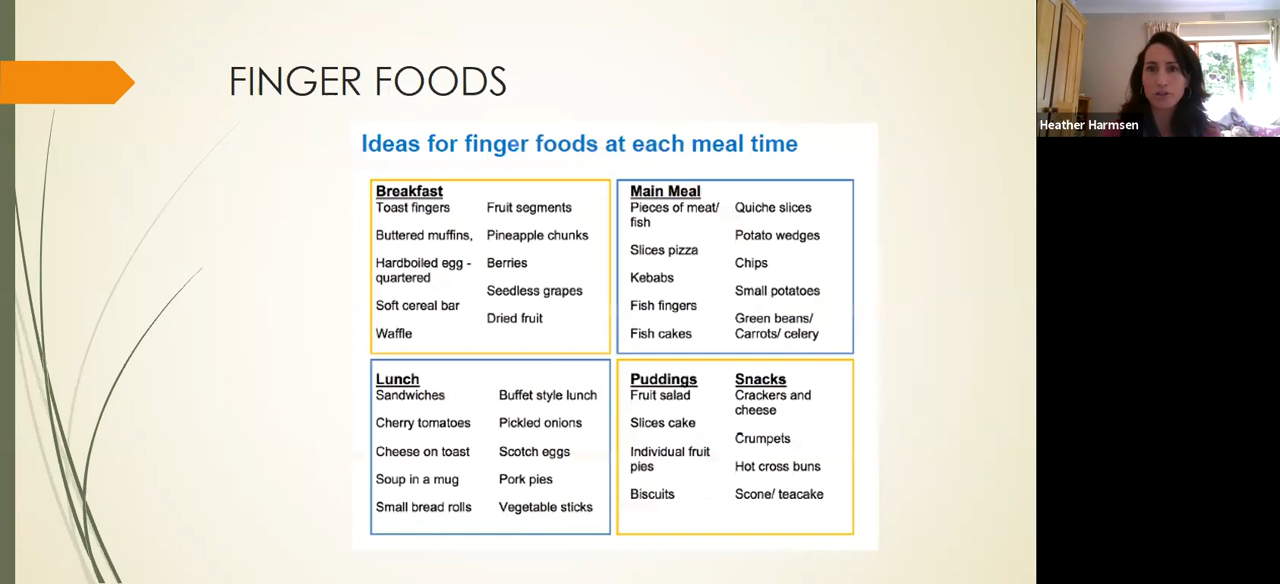 FINGER FOODS
Heather Harmsen
Ideas for finger foods at each meal time
Breakfast
Toast fingers
Buttered muffins,
Hardboiled egg -
quartered
Soft cereal bar
Waffle
Fruit segments
Pineapple chunks
Berries
Seedless grapes
Dried fruit
Main Meal
Pieces of meat/
fish
Slices pizza
Kebabs
Fish fingers
Fish cakes
Quiche slices
Potato wedges
Chips
Small potatoes
Green beans/
Carrots/ celery
Lunch
Sandwiches
Cherry tomatoes
Cheese on toast
Soup in a mug
Small bread rolls
Buffet style lunch
Pickled onions
Scotch eggs
Pork pies
Vegetable sticks
Puddings
Fruit salad
Slices cake
Individual fruit
pies
Biscuits
Snacks
Crackers and
cheese
Crumpets
Hot cross buns
Scone/ teacake